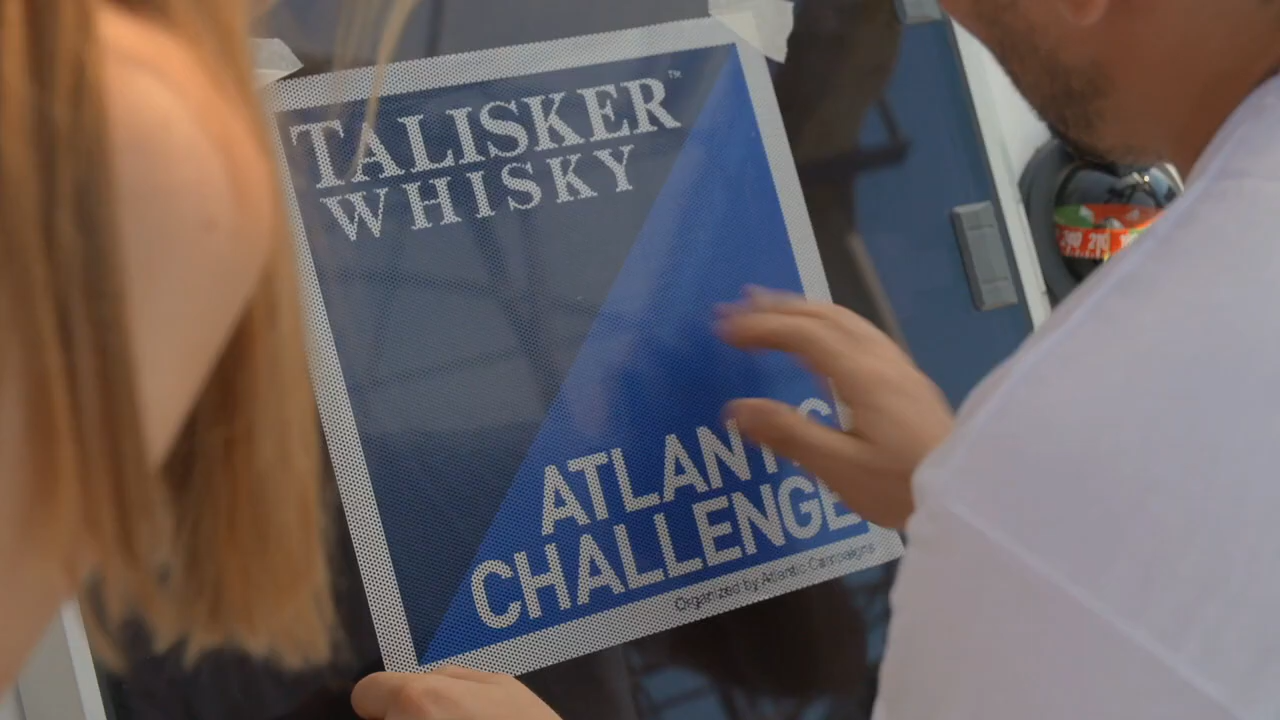 TALISKER™
WHISKY
ATLANTIC
CHALLENGE
Organized by Atlantic Campaigns